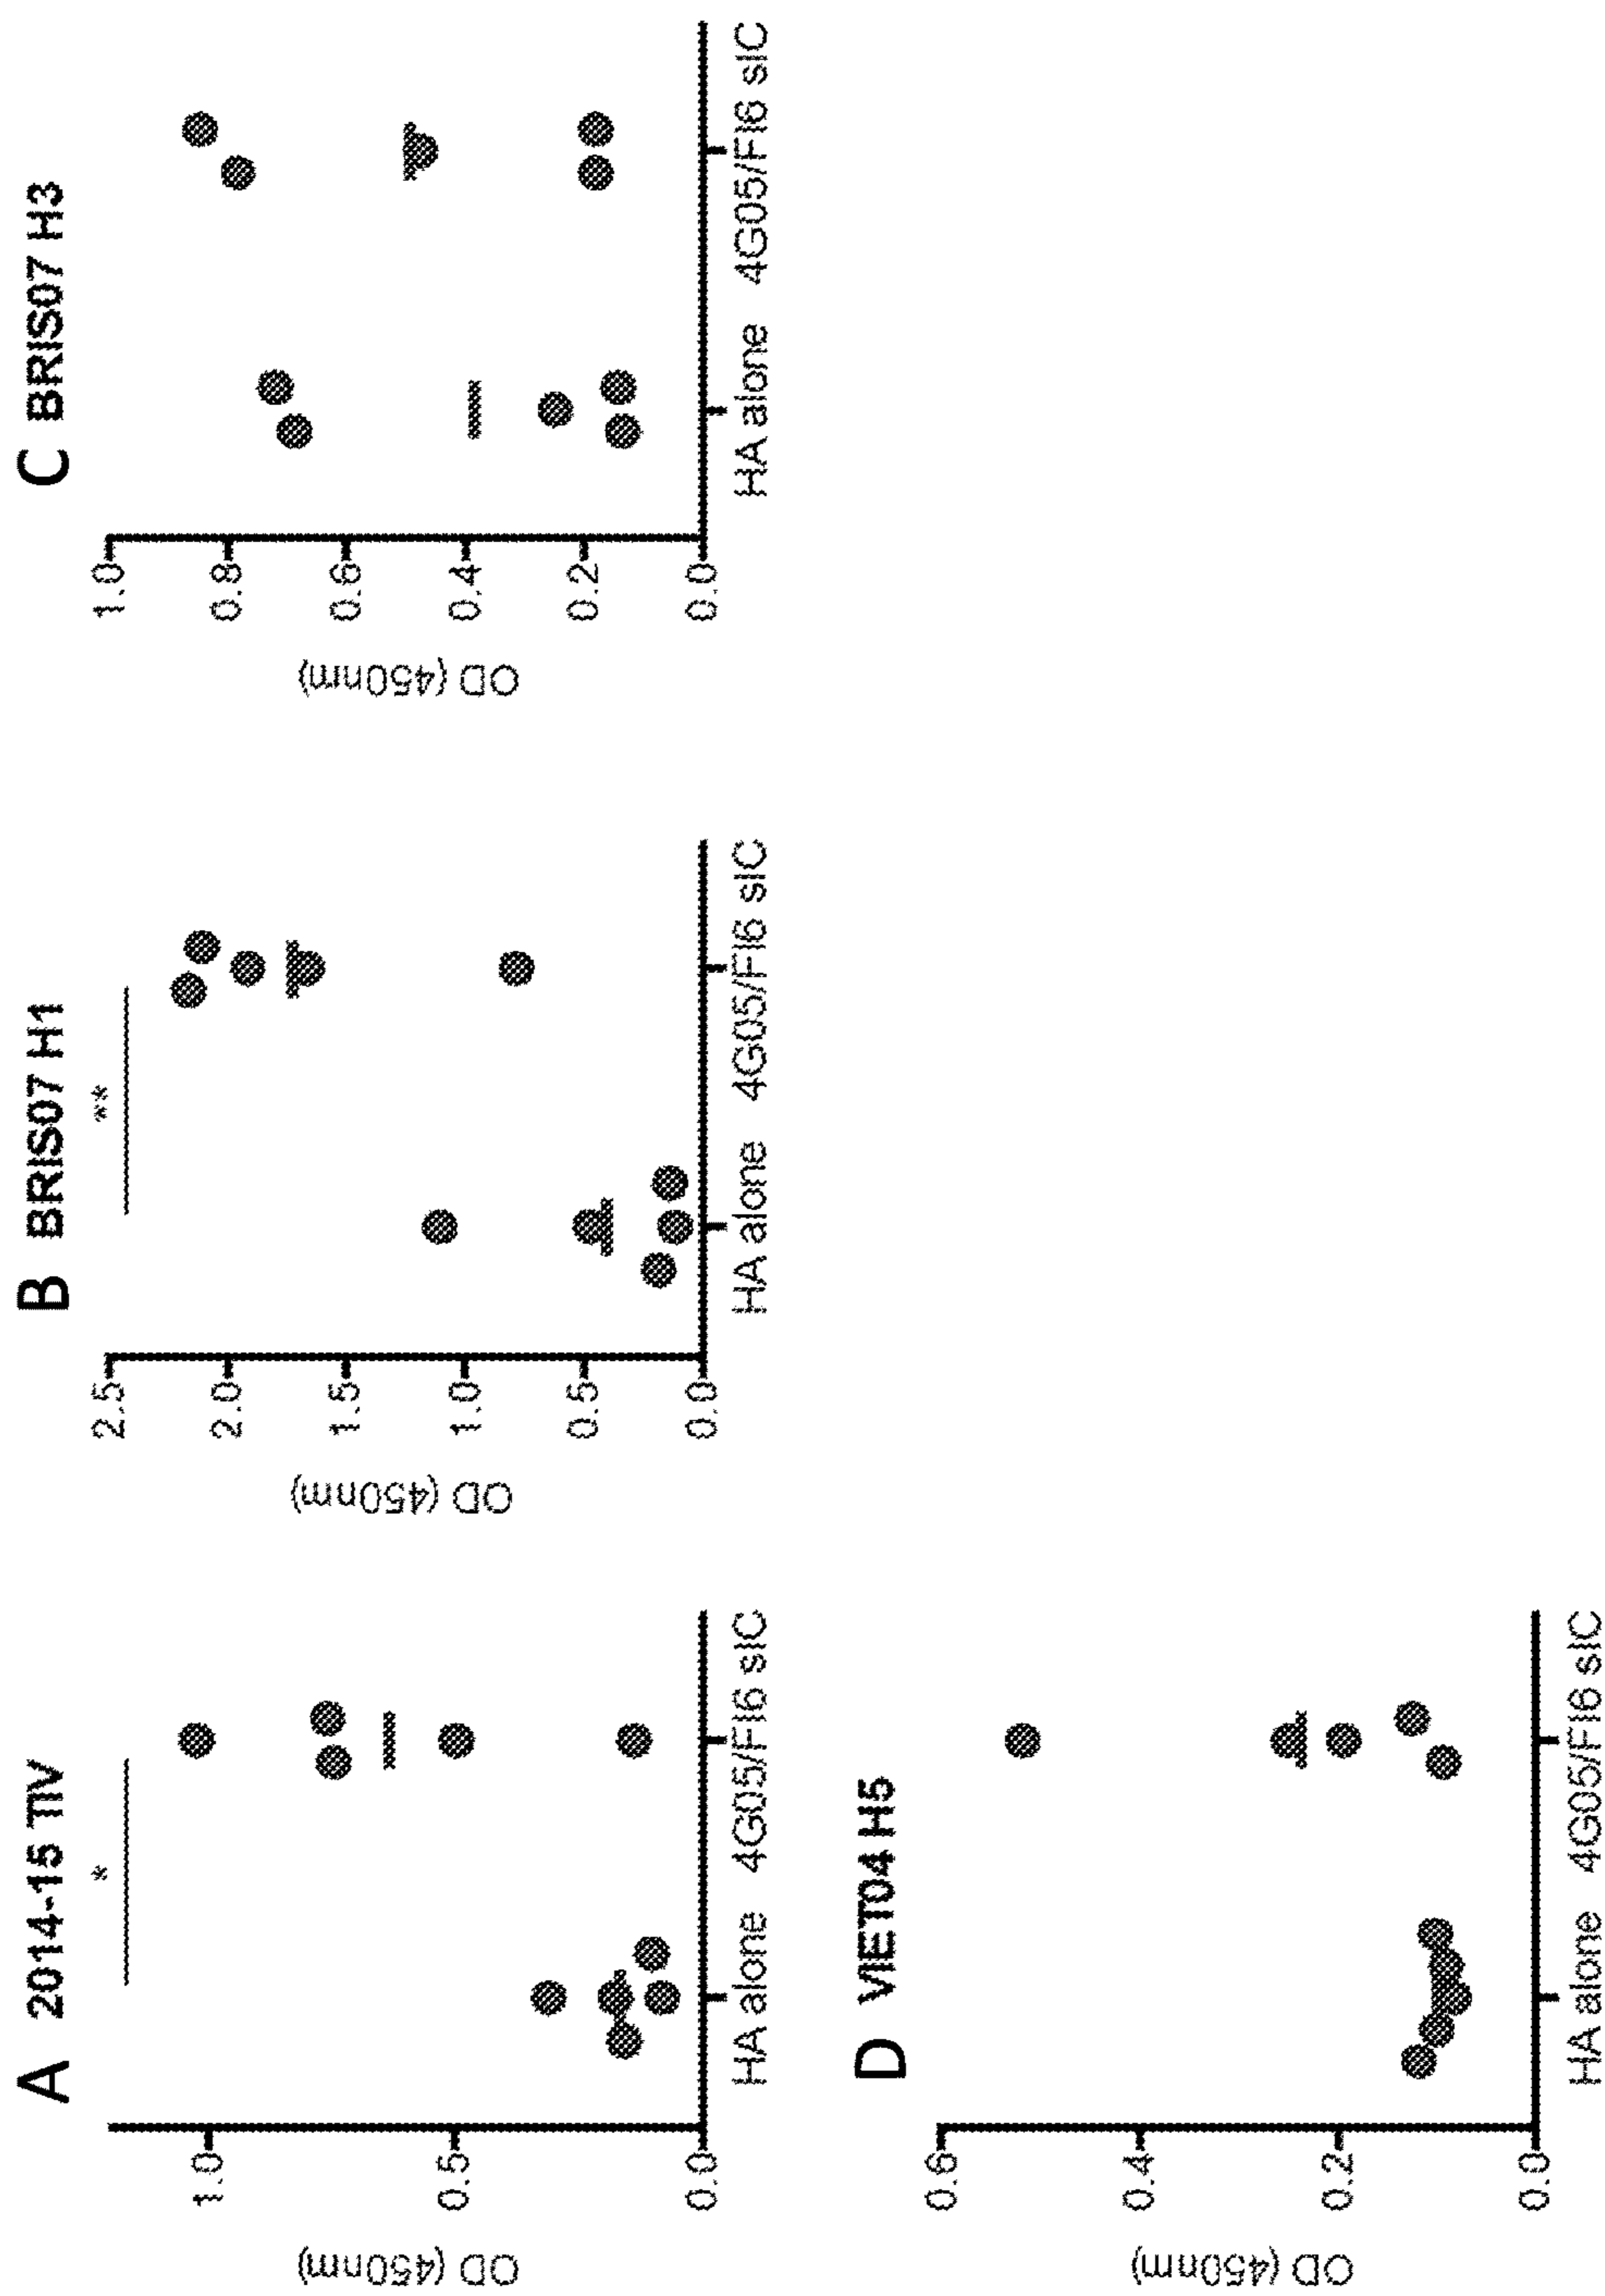 A 2014-15 TIV
*
OD (450nm)
1.0
0.5
0.0
HA alone 4G05/FI6 sIC
B BRIS07 H1
**
OD (450nm)
2.5
2.0
1.5
1.0
0.5
0.0
HA alone 4G05/FI6 sIC
C BRIS07 H3
OD (450nm)
1.0
0.8
0.6
0.4
0.2
0.0
HA alone 4G05/FI6 sIC
D VIET04 H5
OD (450nm)
0.6
0.4
0.2
0.0
HA alone 4G05/FI6 sIC